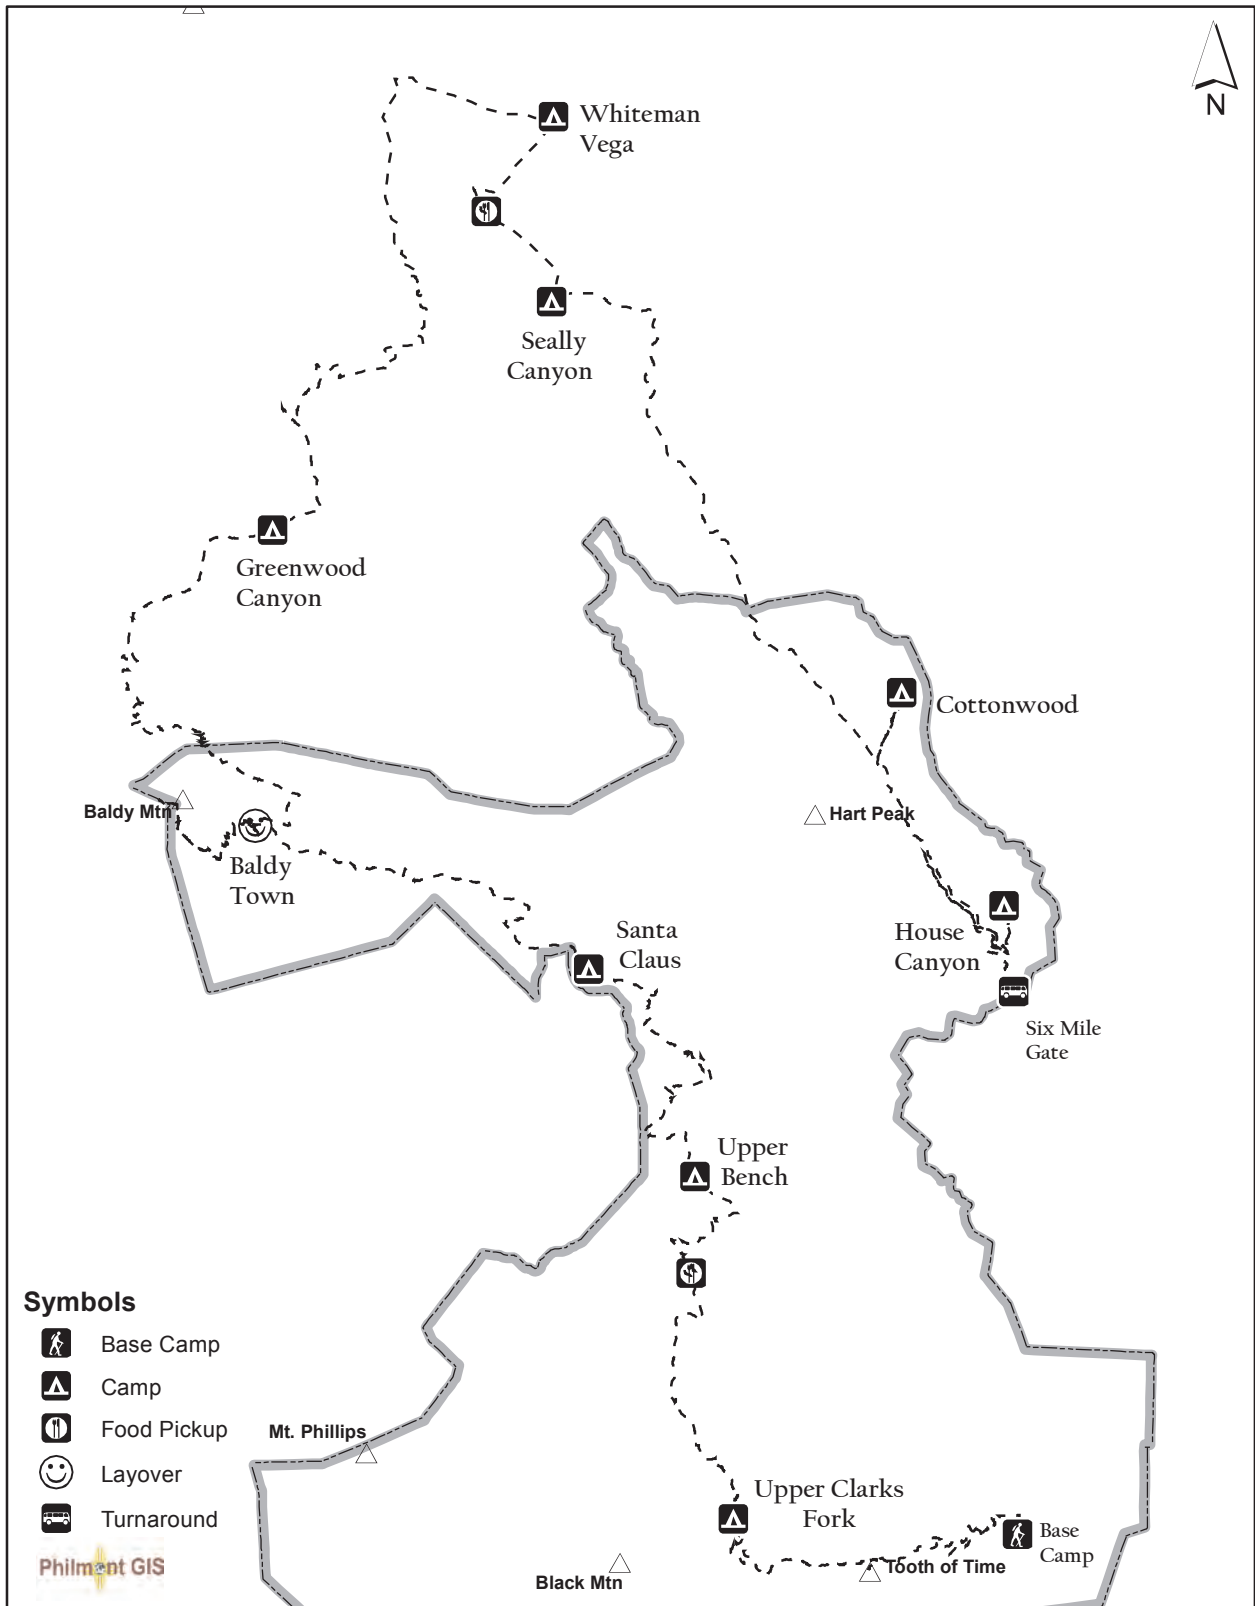 N
Whiteman
Vega
Seally
Canyon
Greenwood
Canyon
Cottonwood
Baldy Mtn
Hart Peak
Baldy
Town
Santa
Claus
House
Canyon
Six Mile
Gate
Upper
Bench
Symbols
Base Camp
Camp
Food Pickup
Layover
Turnaround
Philmont GIS
Mt. Phillips
Upper Clarks
Fork
Base
Camp
Tooth of Time
Black Mtn